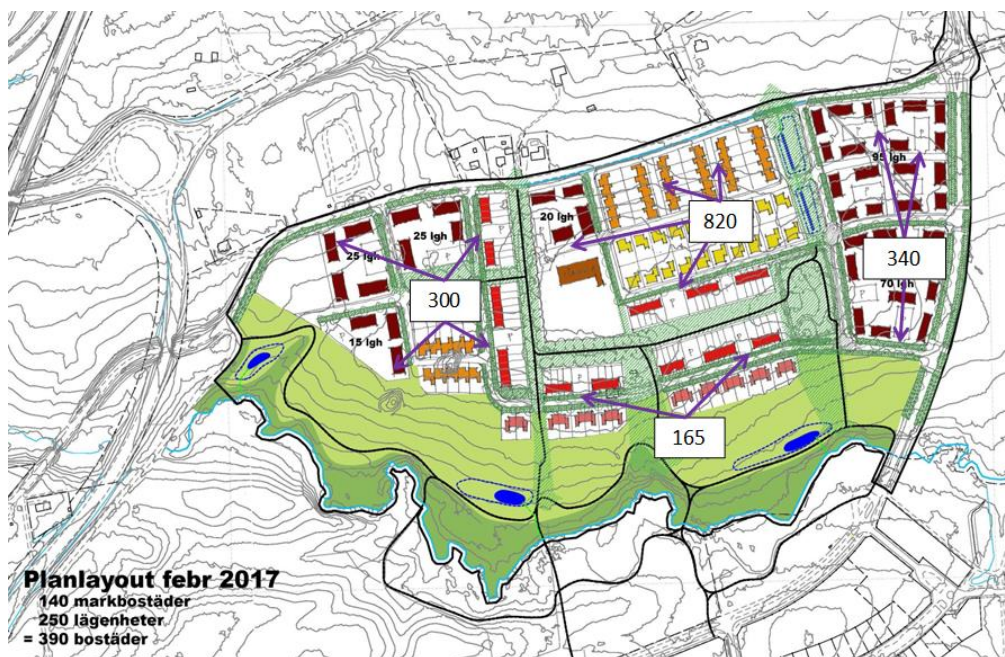 95 lgh
20 lgh
820
25 lgh
25 lgh
340
70 lgh
300
15 lgh
165
Planlayout febr 2017
140 markbostäder
250 lägenheter
= 390 bostäder